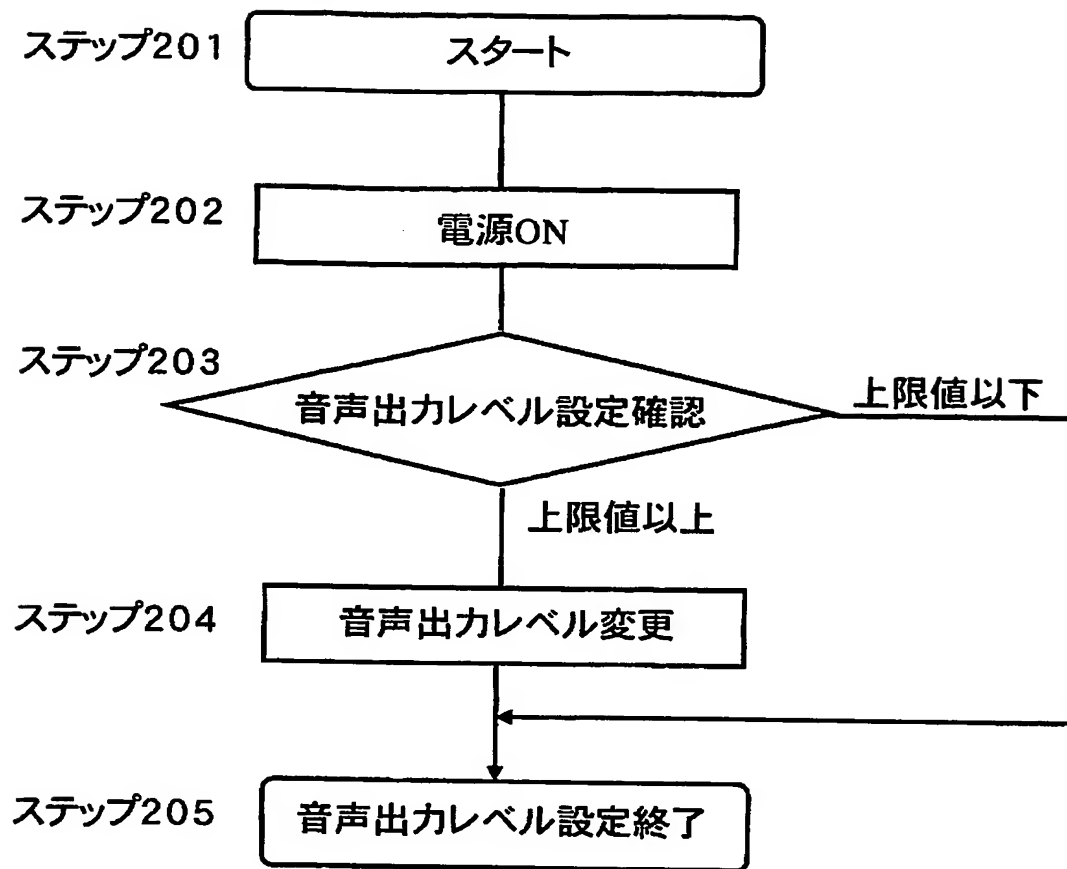 ステップ201
スタート
ステップ202
電源ON
ステップ203
音声出力レベル設定確認
上限値以下
上限値以上
ステップ204
音声出力レベル変更
ステップ205
音声出力レベル設定終了